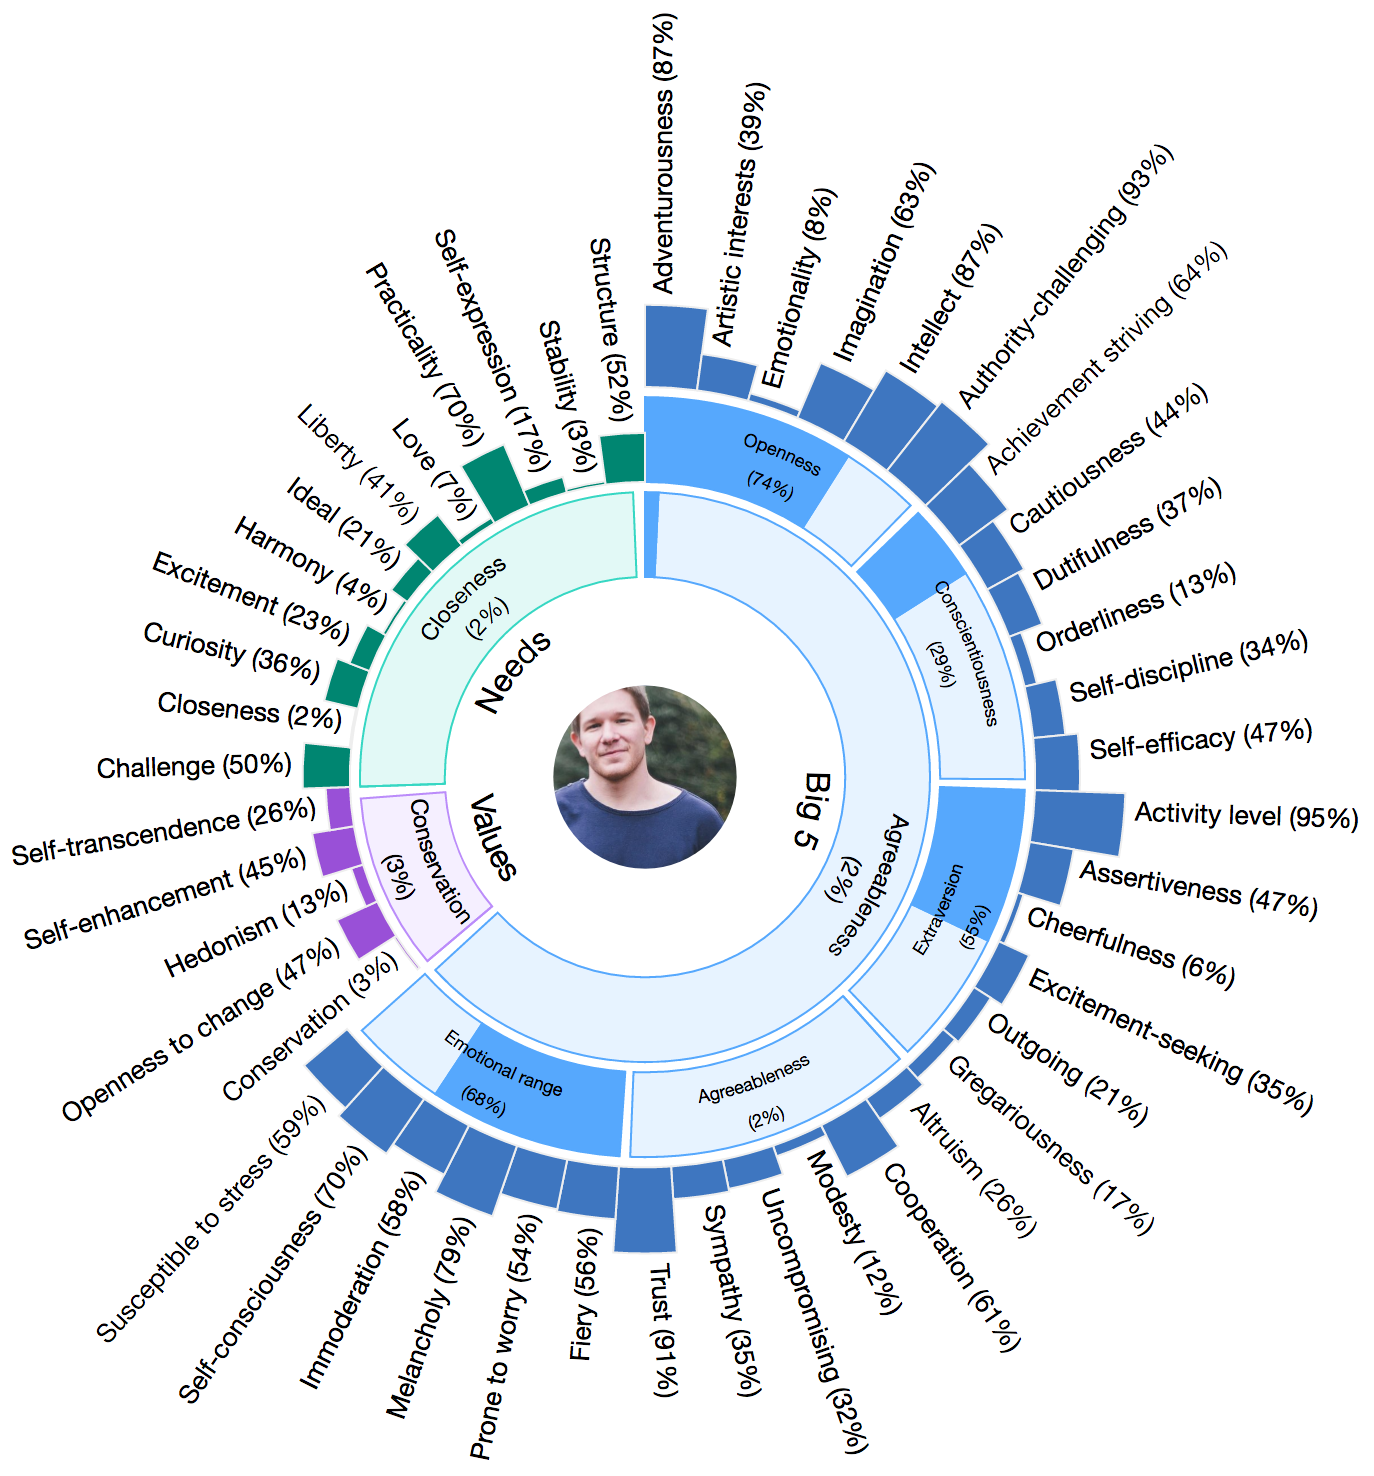 Adventurousness (87%)
Artistic interests (39%)
Emotionality (8%)
Imagination (63%)
Intellect (87%)
Authority-challenging (93%)
Achievement striving (64%)
Cautiousness (44%)
Dutifulness (37%)
Orderliness (13%)
Self-discipline (34%)
Self-efficacy (47%)
Activity level (95%)
Assertiveness (47%)
Cheerfulness (6%)
Excitement-seeking (35%)
Outgoing (21%)
Gregariousness (17%)
Altruism (26%)
Cooperation (61%)
Modesty (12%)
Uncompromising (32%)
Sympathy (35%)
Trust (91%)
Fiery (56%)
Prone to worry (54%)
Melancholy (79%)
Immoderation (58%)
Self-consciousness (70%)
Susceptible to stress (59%)
Conservation (3%)
Openness to change (47%)
Hedonism (13%)
Self-enhancement (45%)
Self-transcendence (26%)
Challenge (50%)
Closeness (2%)
Curiosity (36%)
Excitement (23%)
Harmony (4%)
Ideal (21%)
Liberty (41%)
Love (7%)
Practicality (70%)
Self-expression (17%)
Stability (3%)
Structure (52%)
Openness
(74%)
Conscientiousness
(29%)
Extraversion
(55%)
Agreeableness
(2%)
Emotional range
(68%)
Agreeableness
(2%)
Big 5
Conservation
(3%)
Values
Closeness
(2%)
Needs